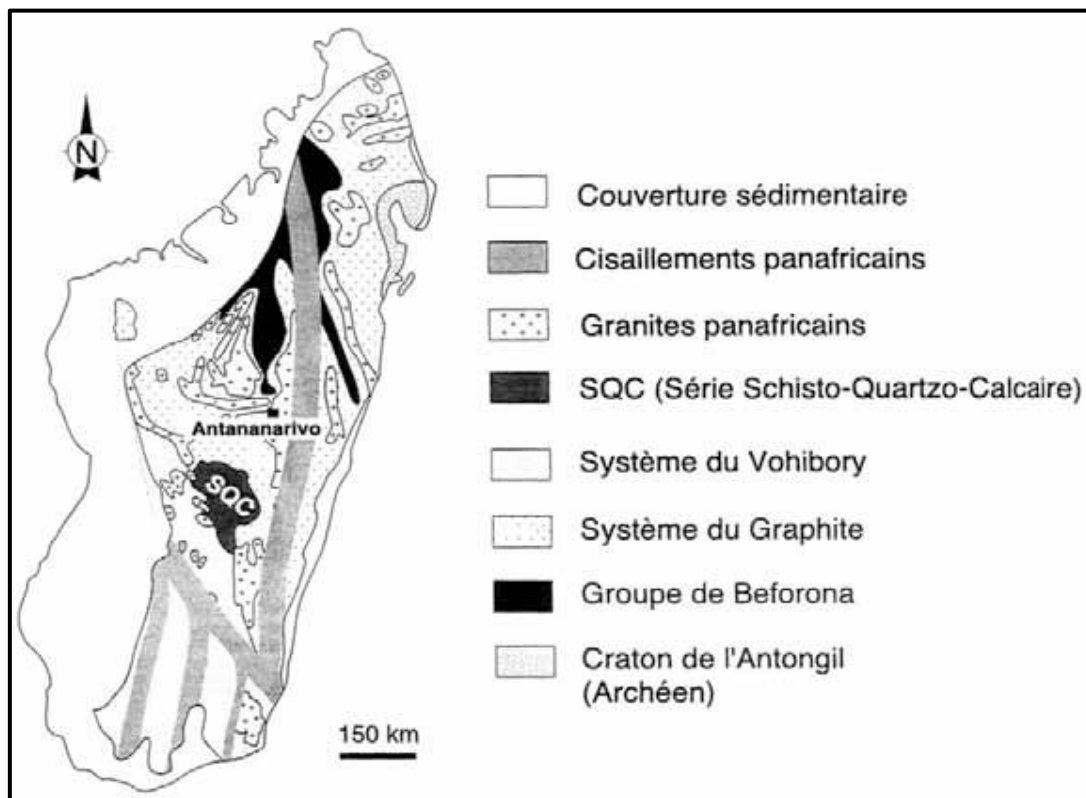 N
Antananarivo
SQC
150 km
Couverture sédimentaire
Cisaillements panafricains
Granites panafricains
SQC (Série Schisto-Quartzo-Calcaire)
Système du Vohibory
Système du Graphite
Groupe de Beforona
Craton de l'Antongil
(Archéen)